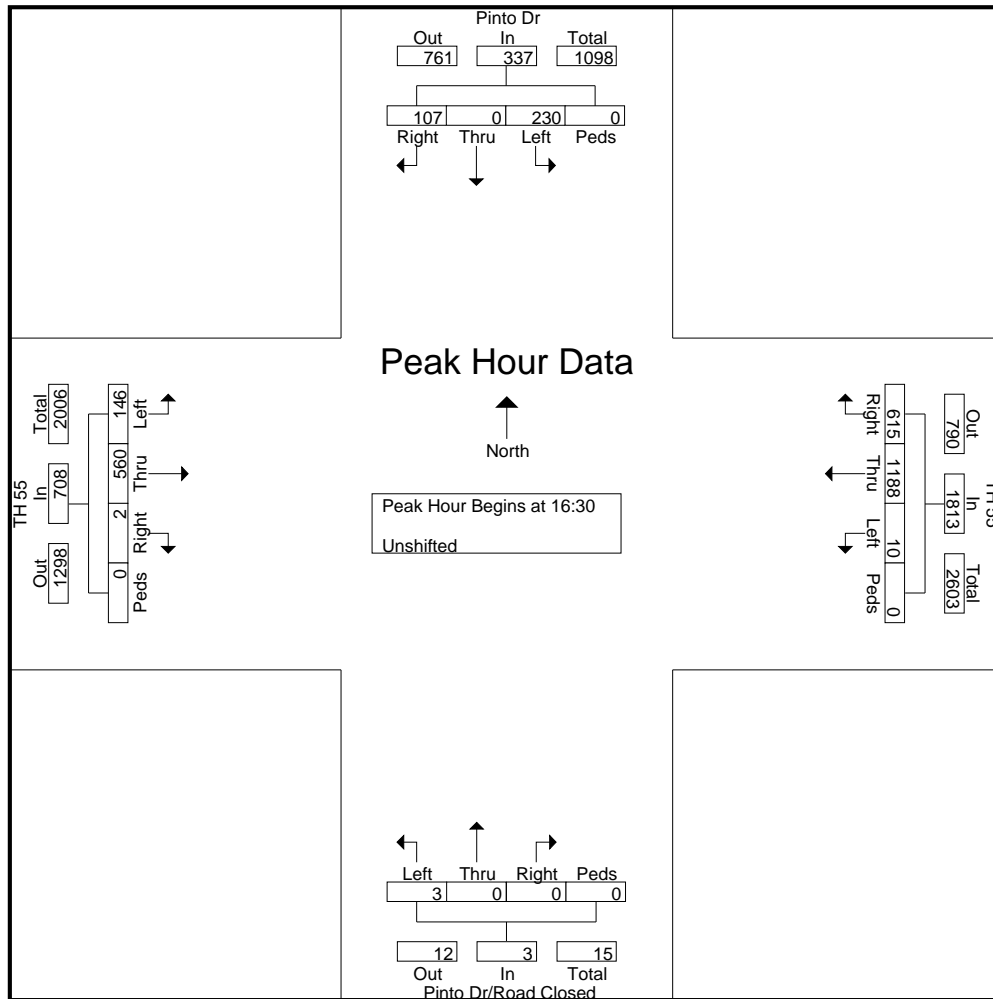 Pinto Dr
Out In Total
761 337 1098
107 0 230 0
Right Thru Left Peds
Peak Hour Data
North
Peak Hour Begins at 16:30
Unshifted
TH 55
Total In Out
2006 708 1298
146 560 2 0
Left Thru Right Peds
Right Thru Left Peds
615 1188 10 0
Out In Total
790 1813 2603
TH 55
Left Thru Right Peds
3 0 0 0
12 3 15
Out In Total
Pinto Dr/Road Closed